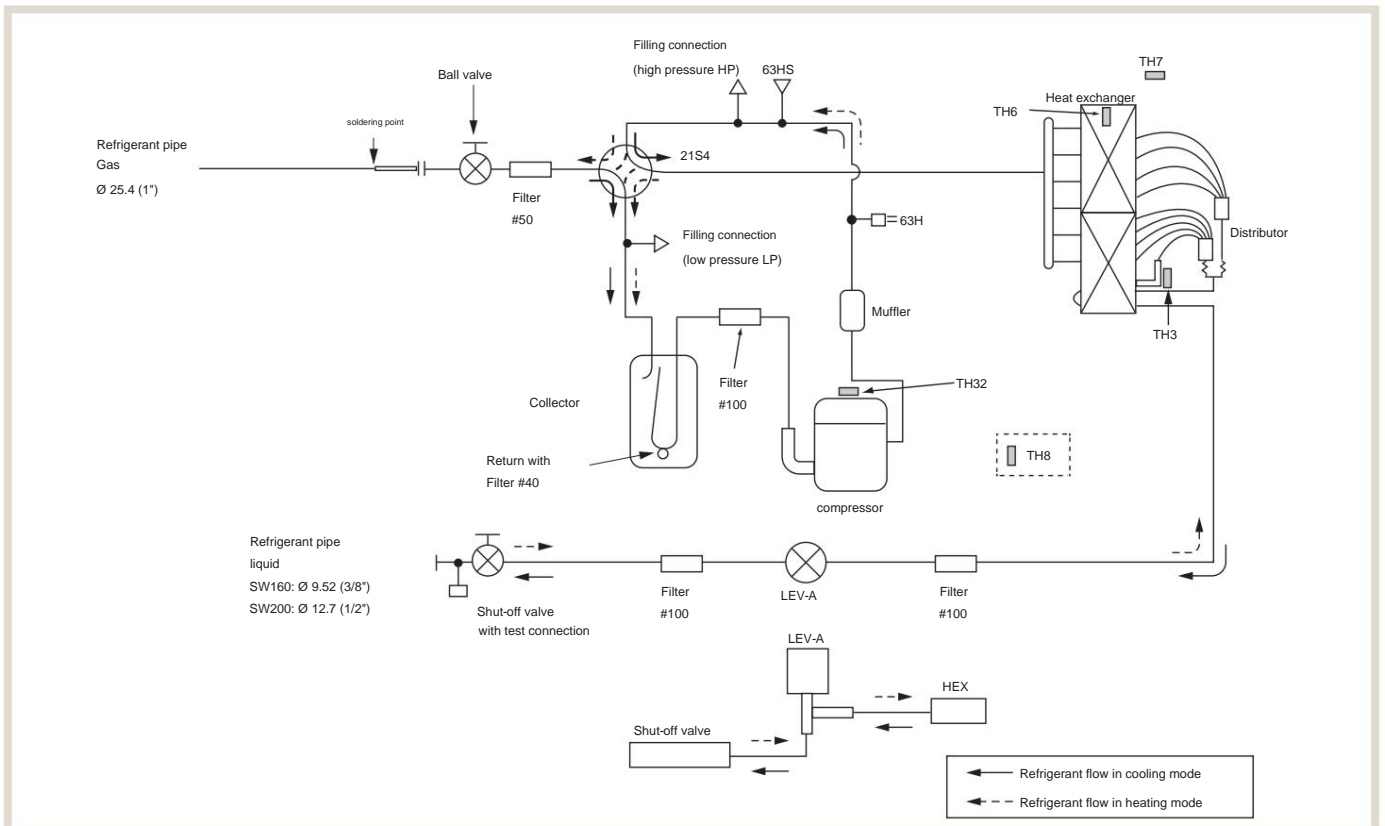 Filling connection
(high pressure HP)
63HS
TH7
Ball valve
Heat exchanger
TH6
soldering point
Refrigerant pipe
Gas
Ø 25.4 (1")
21S4
Filter
#50
63H
Distributor
Filling connection
(low pressure LP)
Muffler
TH3
Filter
#100
TH32
Collector
Return with
Filter #40
TH8
compressor
Refrigerant pipe
liquid
SW160: Ø 9.52 (3/8")
SW200: Ø 12.7 (1/2")
Shut-off valve
with test connection
Filter
#100
LEV-A
Filter
#100
LEV-A
HEX
Shut-off valve
Refrigerant flow in cooling mode
Refrigerant flow in heating mode